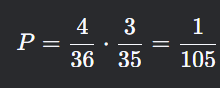 P = 4/36 · 3/35 = 1/105